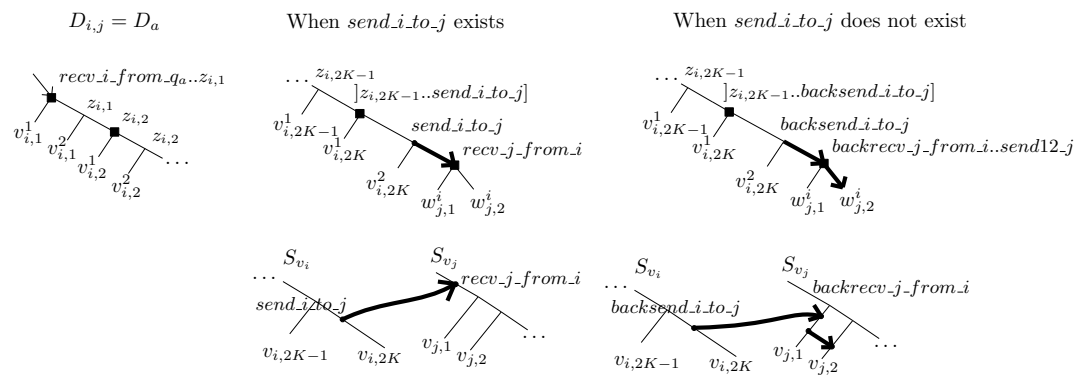 D_{i,j} = D_a
When send_i_to_j exists
When send_i_to_j does not exist
recv_i_from_q_a..z_{i,1}
z_{i,1}
z_{i,2}
z_{i,2}
v^1_{i,1}
v^2_{i,1}
v^1_{i,2}
v^2_{i,2}
...
... z_{i,2K-1}
]z_{i,2K-1}..send_i_to_j]
send_i_to_j
recv_j_from_i
v^1_{i,2K-1}
v^1_{i,2K}
v^2_{i,2K}
w^i_{j,1}
w^i_{j,2}
... z_{i,2K-1}
]z_{i,2K-1}..backsend_i_to_j]
backsend_i_to_j
backrecv_j_from_i..send12_j
v^1_{i,2K-1}
v^1_{i,2K}
v^2_{i,2K}
w^i_{j,1}
w^i_{j,2}
... S_{v_i}
S_{v_j}
recv_j_from_i
send_i_to_j
v_{i,2K-1}
v_{i,2K}
v_{j,1}
v_{j,2}
...
... S_{v_i}
S_{v_j}
backrecv_j_from_i
backsend_i_to_j
v_{i,2K-1}
v_{i,2K}
v_{j,1}
v_{j,2}
...